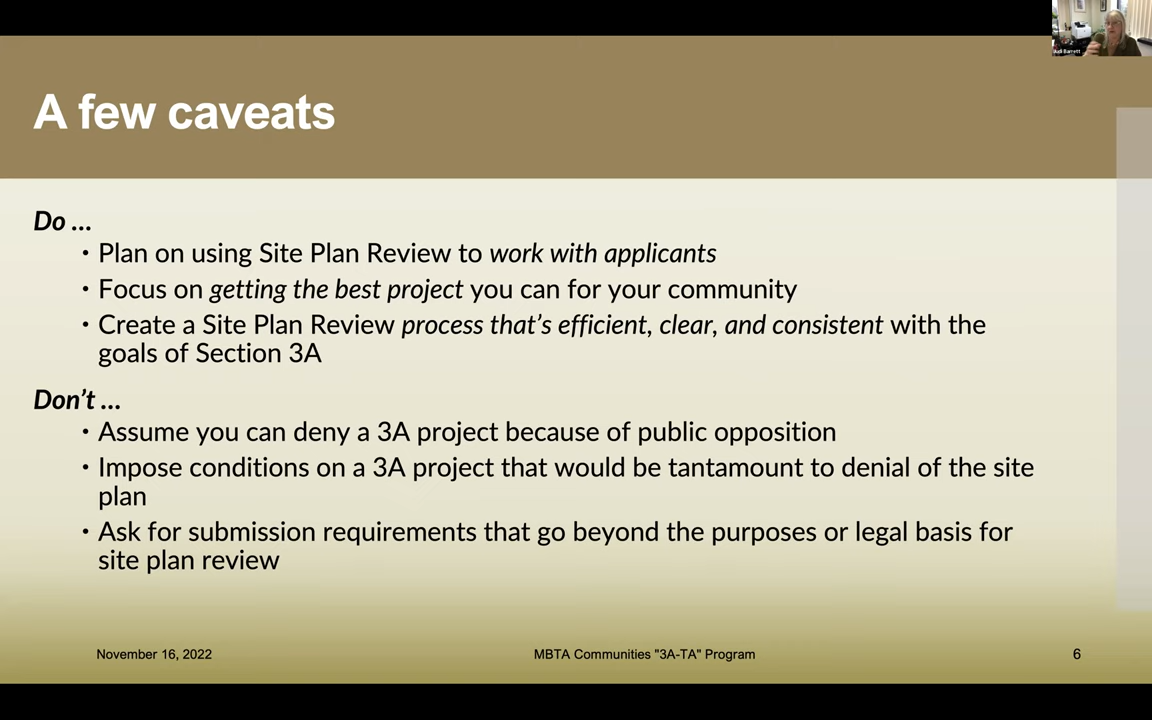 Judi Barrett
A few caveats
Do ...
• Plan on using Site Plan Review to work with applicants
• Focus on getting the best project you can for your community
• Create a Site Plan Review process that’s efficient, clear, and consistent with the
goals of Section 3A
Don’t ...
• Assume you can deny a 3A project because of public opposition
• Impose conditions on a 3A project that would be tantamount to denial of the site
plan
• Ask for submission requirements that go beyond the purposes or legal basis for
site plan review
November 16, 2022
MBTA Communities "3A-TA" Program
6